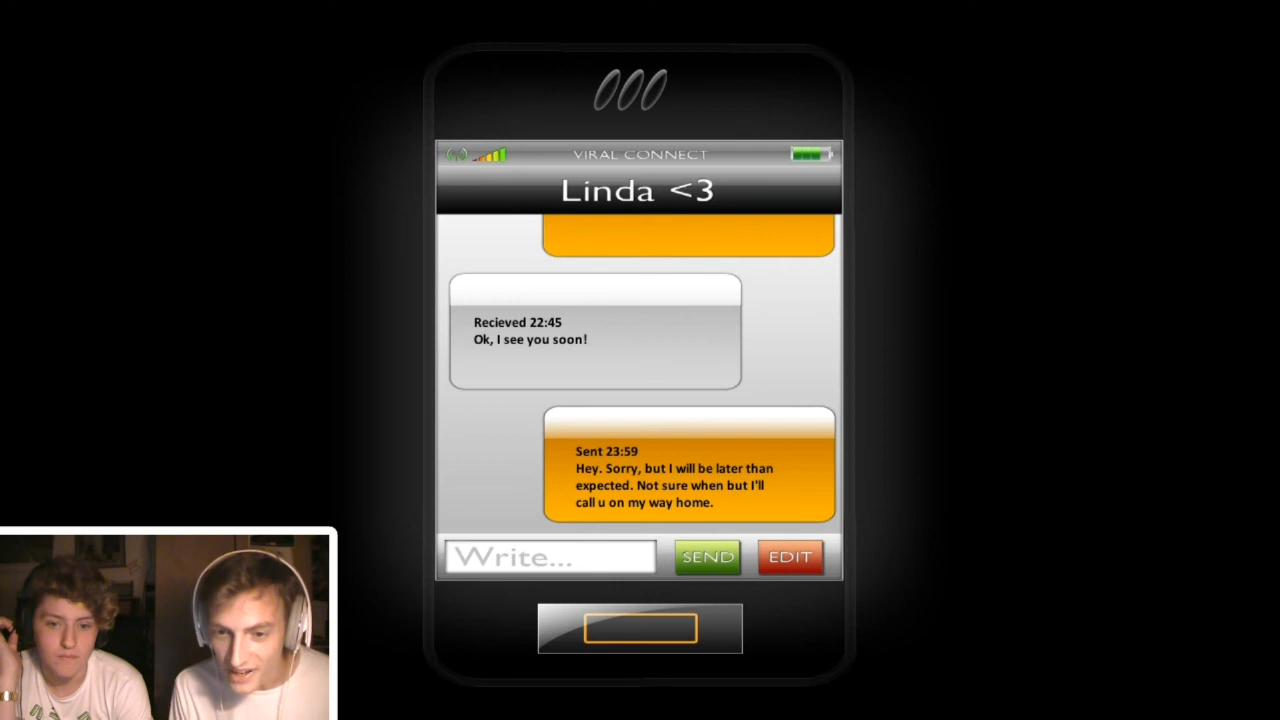 VIRAL CONNECT
Linda <3
Recieved 22:45
Ok, I see you soon!
Sent 23:59
Hey. Sorry, but I will be later than
expected. Not sure when but I'll
call u on my way home.
Write...
SEND
EDIT